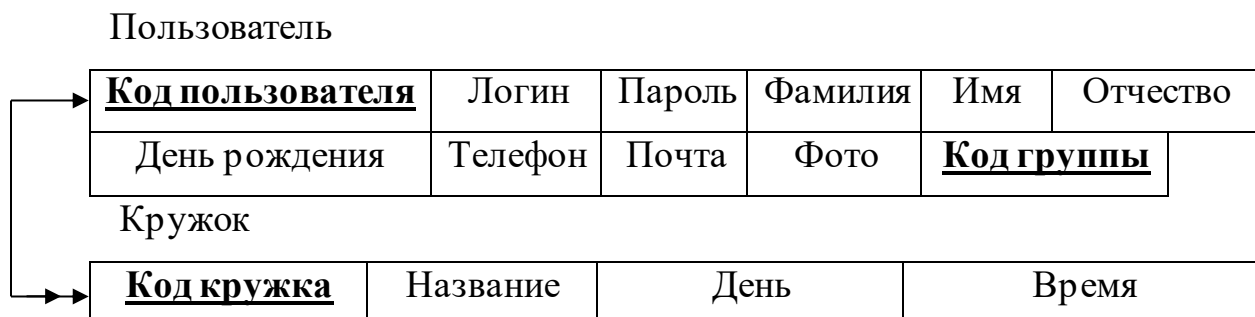 Пользователь
Код пользователя Логин Пароль Фамилия Имя Отчество
День рождения Телефон Почта Фото Код группы
Кружок
Код кружка Название День Время